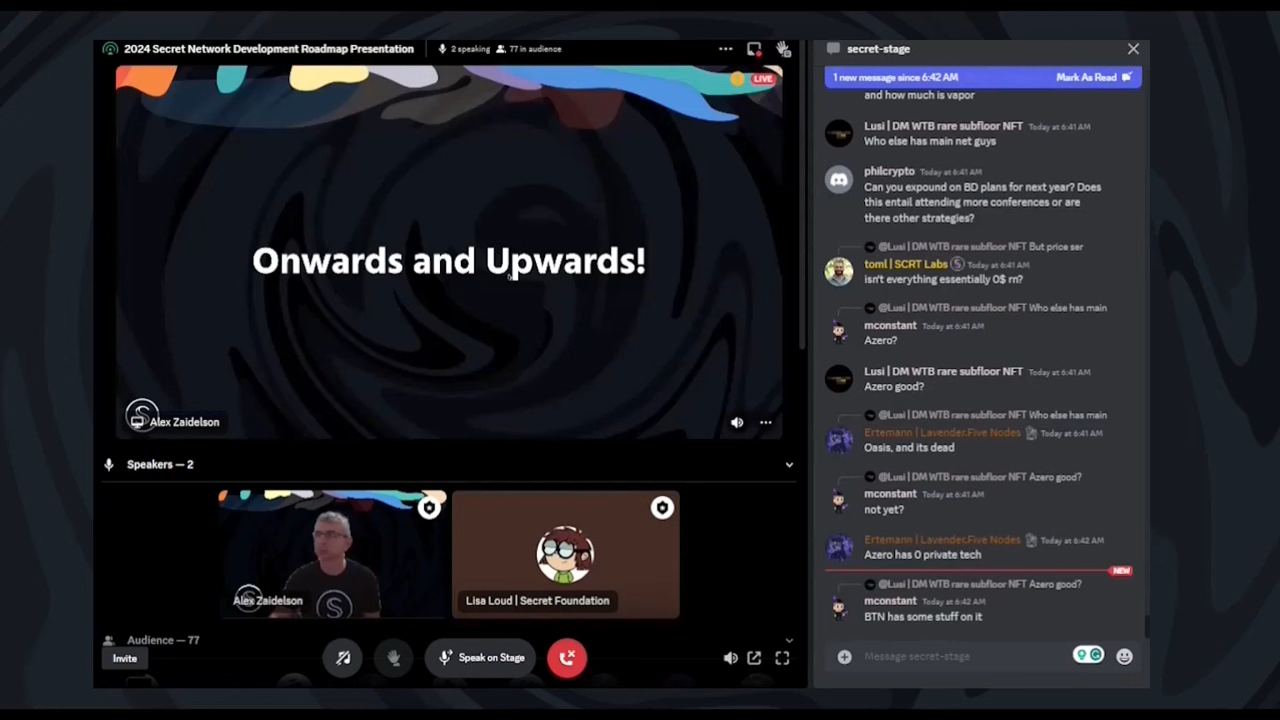 2024 Secret Network Development Roadmap Presentation
2 speaking 77 in audience
LIVE
Onwards and Upwards!
Alex Zaidelson
Speakers — 2
Alex Zaidelson
Lisa Loud | Secret Foundation
Audience — 77
Invite
Speak on Stage
secret-stage
1 new message since 6:42 AM Mark As Read
and how much is vapor
Lusi | DM WTB rare subfloor NFT Today at 6:41 AM
Who else has main net guys
philcrypto Today at 6:41 AM
Can you expound on BD plans for next year? Does
this entail attending more conferences or are
there other strategies?
@Lusi | DM WTB rare subfloor NFT But price ser
toml | SCRT Labs Today at 6:41 AM
isn't everything essentially 0$ rn?
@Lusi | DM WTB rare subfloor NFT Who else has main
mconstant Today at 6:41 AM
Azero?
Lusi | DM WTB rare subfloor NFT Today at 6:41 AM
Azero good?
@Lusi | DM WTB rare subfloor NFT Who else has main
Ertemann | Lavender.Five Nodes Today at 6:41 AM
Oasis, and its dead
@Lusi | DM WTB rare subfloor NFT Azero good?
mconstant Today at 6:41 AM
not yet?
Ertemann | Lavender.Five Nodes Today at 6:42 AM
Azero has 0 private tech
NEW
@Lusi | DM WTB rare subfloor NFT Azero good?
mconstant Today at 6:42 AM
BTN has some stuff on it
Message secret-stage